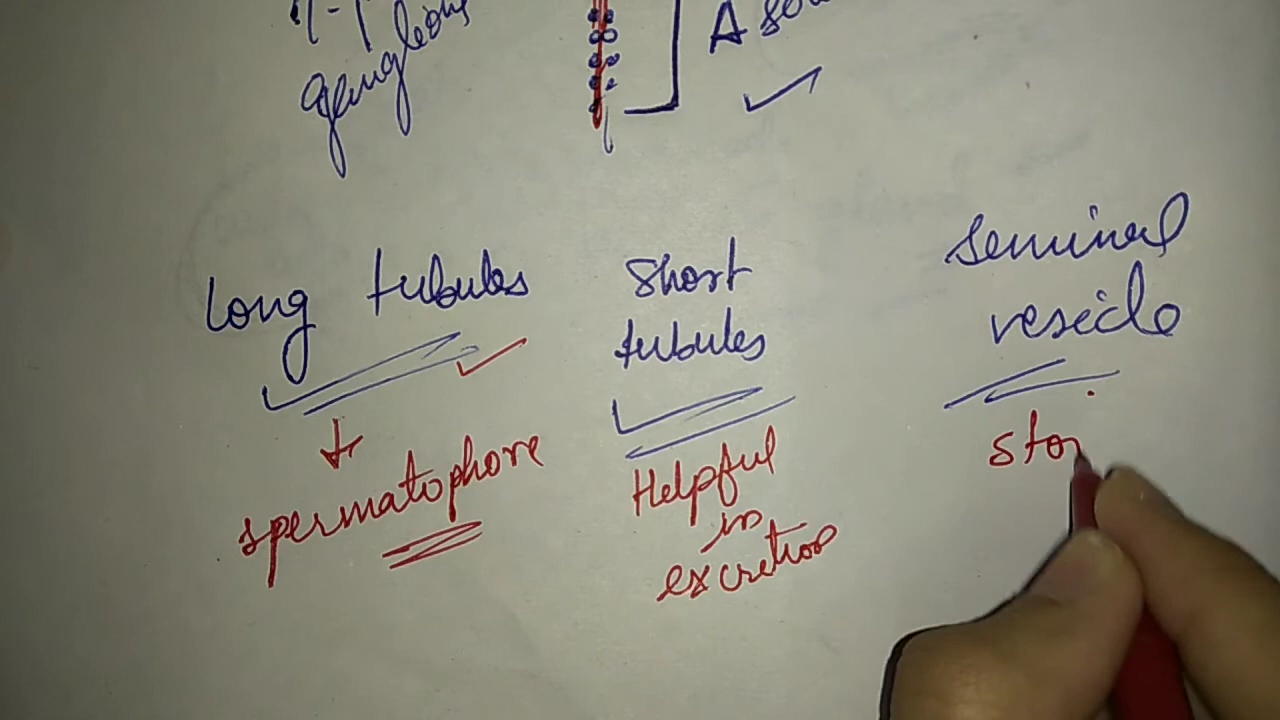 ganglions
A
long tubules
short
tubules
seminal
vesicle
spermatophore
Helpful
in
excretion
sto